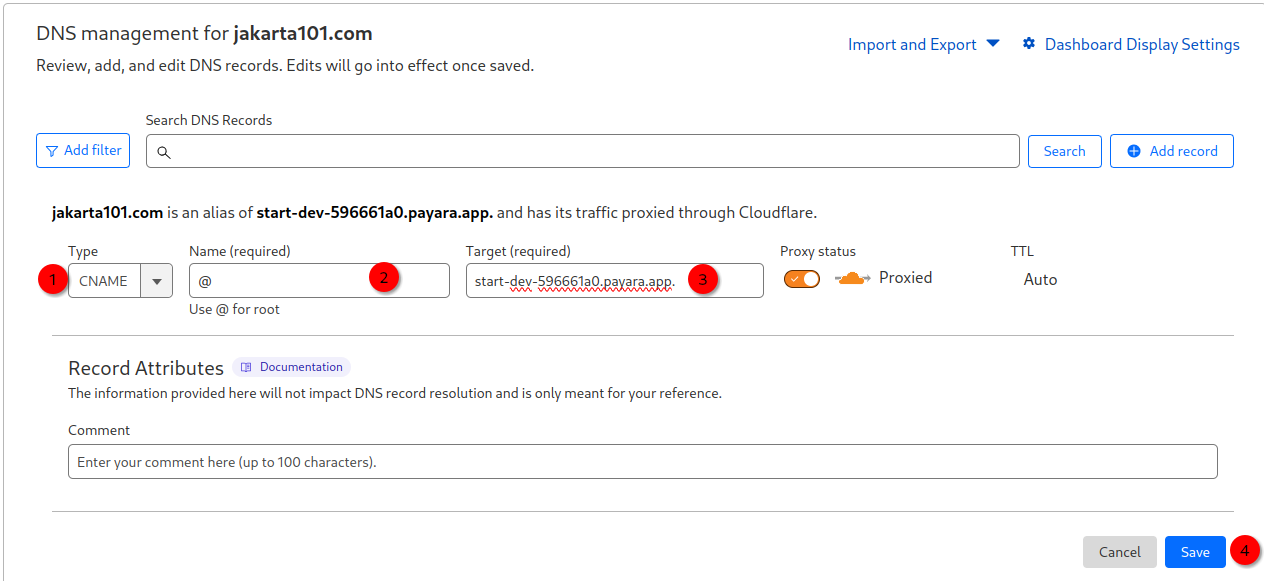 DNS management for jakarta101.com
Import and Export
Dashboard Display Settings
Review, add, and edit DNS records. Edits will go into effect once saved.
Search DNS Records
Add filter
Search
Add record
jakarta101.com is an alias of start-dev-596661a0.payara.app. and has its traffic proxied through Cloudflare.
Type
Name (required)
Target (required)
Proxy status
TTL
1
CNAME
@
2
start-dev-596661a0.payara.app.
3
Proxied
Auto
Use @ for root
Record Attributes
Documentation
The information provided here will not impact DNS record resolution and is only meant for your reference.
Comment
Enter your comment here (up to 100 characters).
Cancel
Save
4